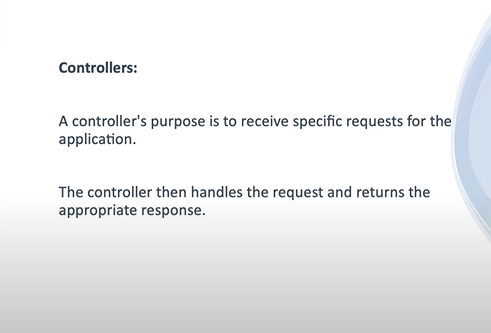 Controllers:
A controller's purpose is to receive specific requests for the
application.
The controller then handles the request and returns the
appropriate response.